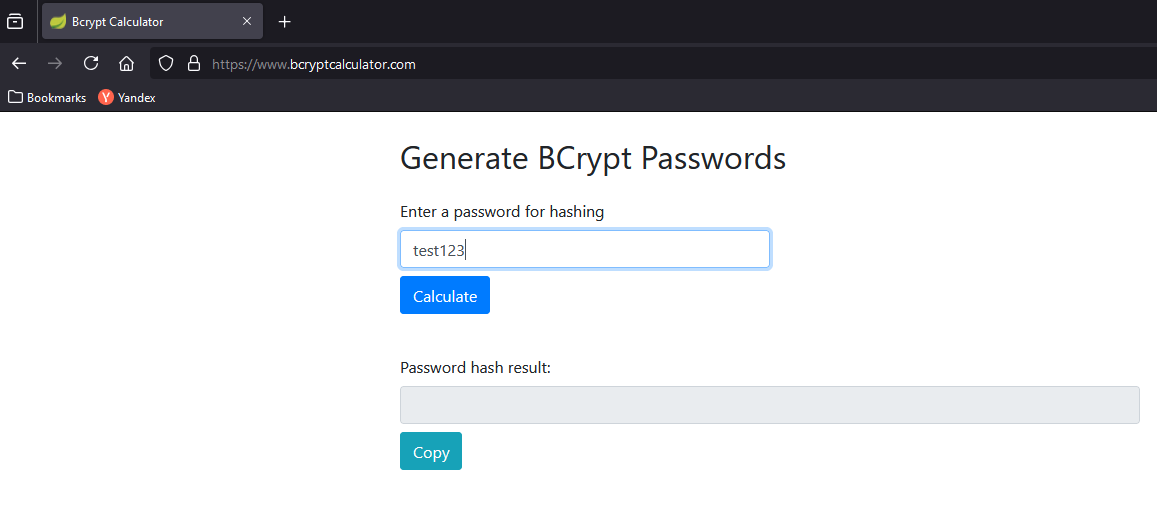 Bcrypt Calculator
https://www.bcryptcalculator.com
Bookmarks Y Yandex
Generate BCrypt Passwords
Enter a password for hashing
test123
Calculate
Password hash result:
Copy